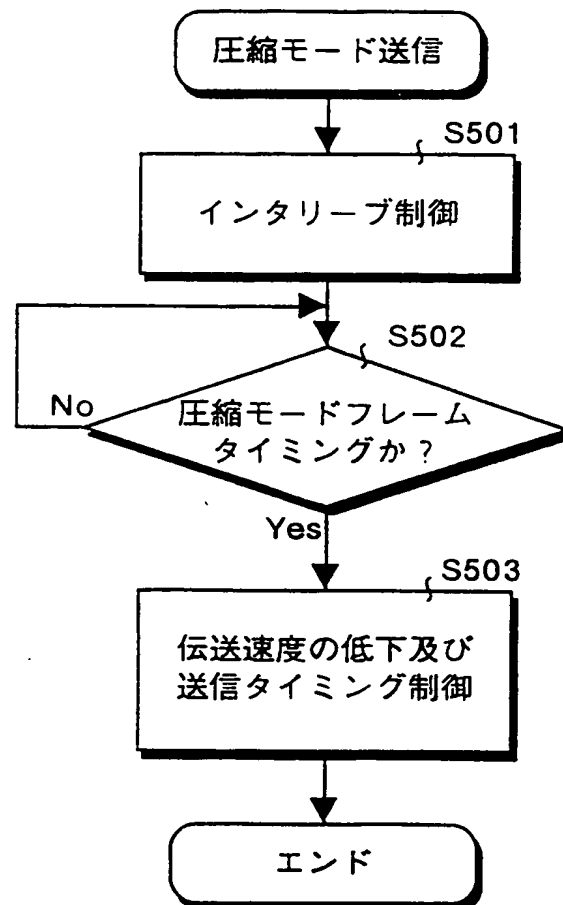 圧縮モード送信
S501
インタリーブ制御
S502
No
圧縮モードフレーム
タイミングか?
Yes
S503
伝送速度の低下及び
送信タイミング制御
エンド